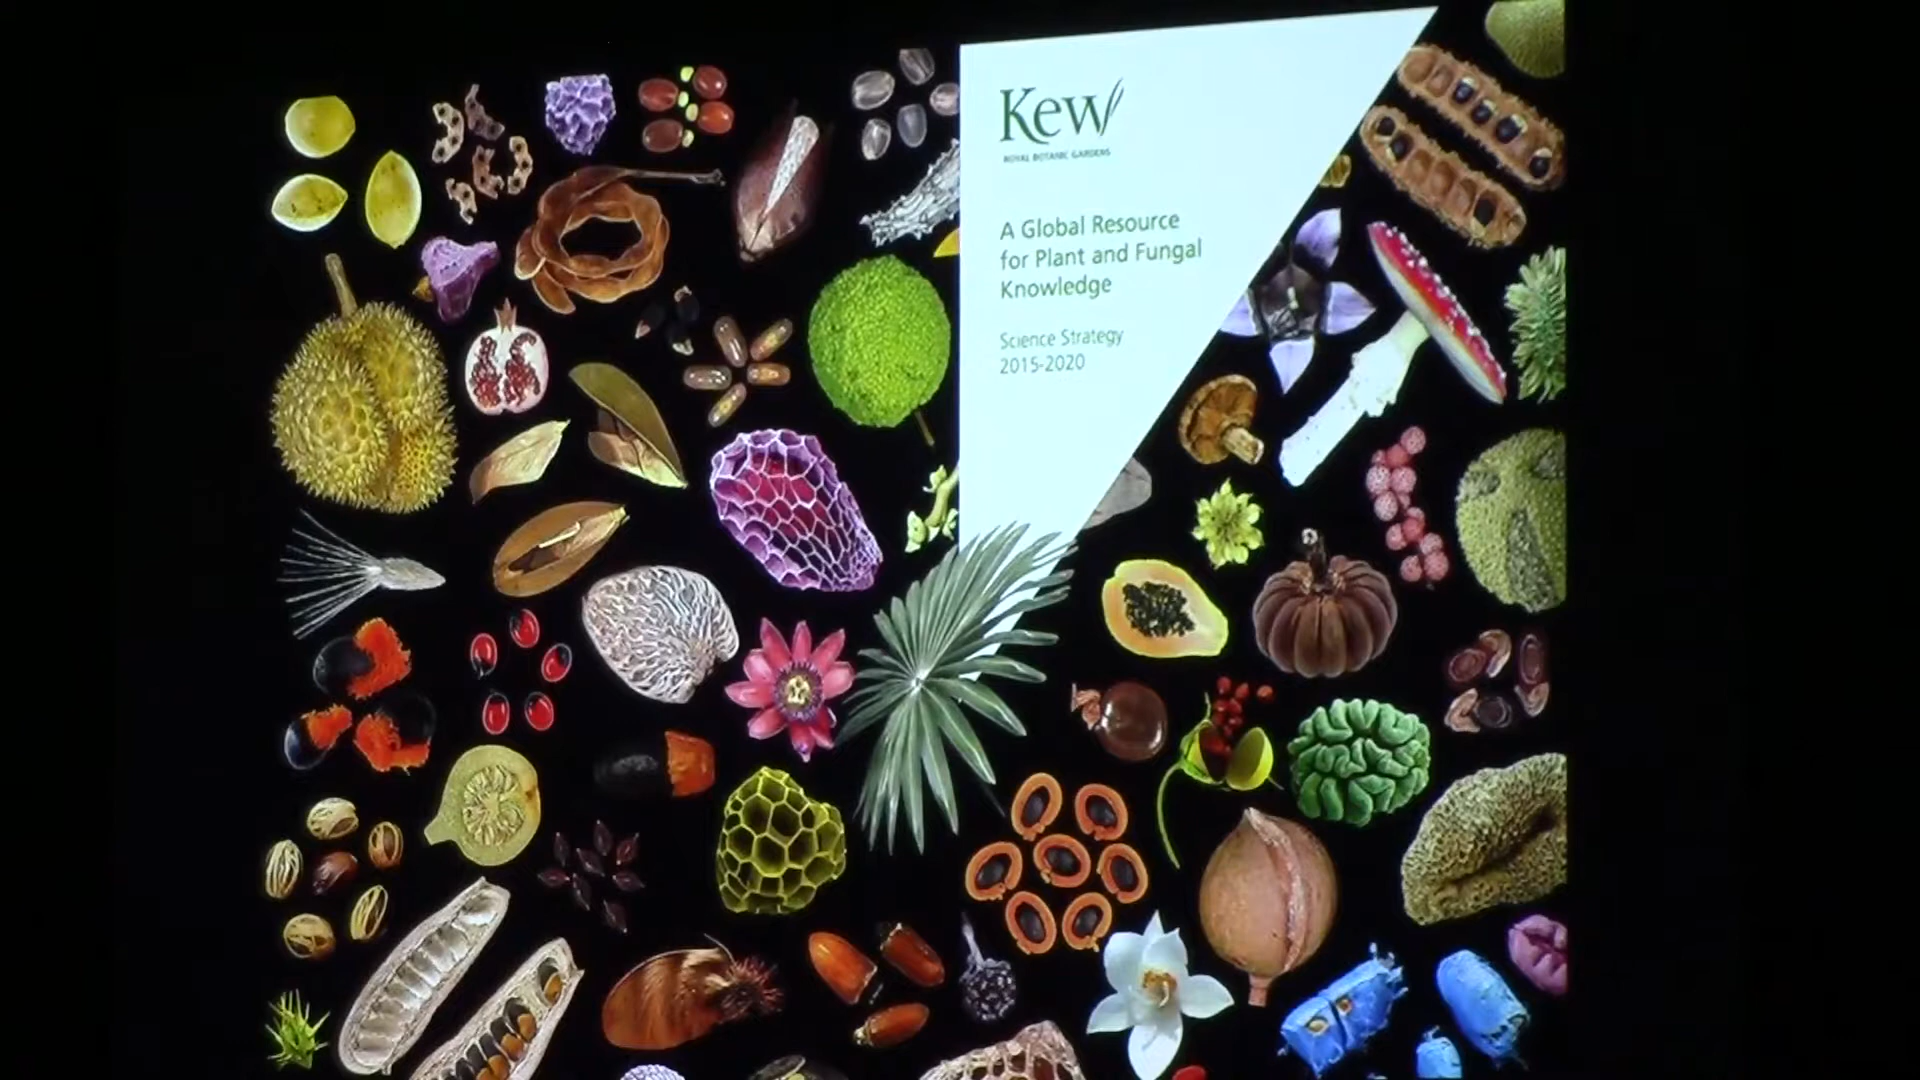 Kew
ROYAL BOTANIC GARDENS
A Global Resource
for Plant and Fungal
Knowledge
Science Strategy
2015-2020